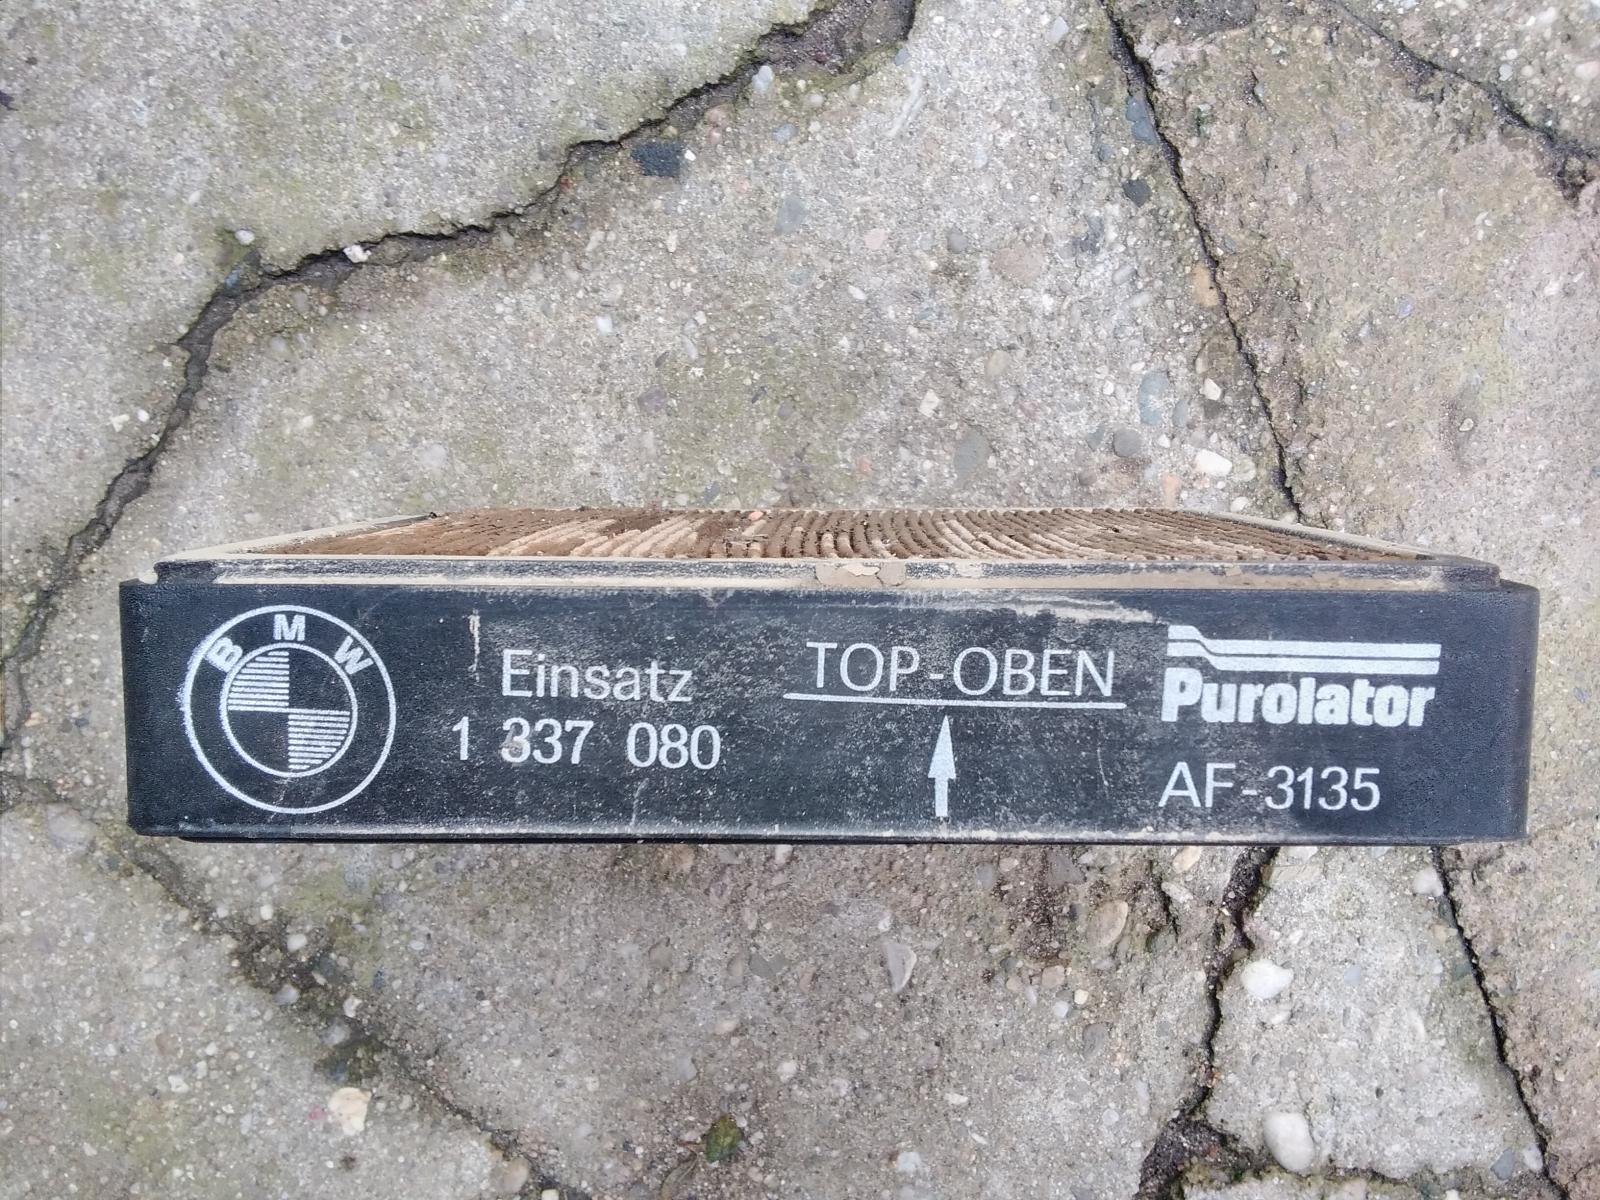 BMW
Einsatz
1 337 080
TOP-OBEN
Purolator
AF-3135